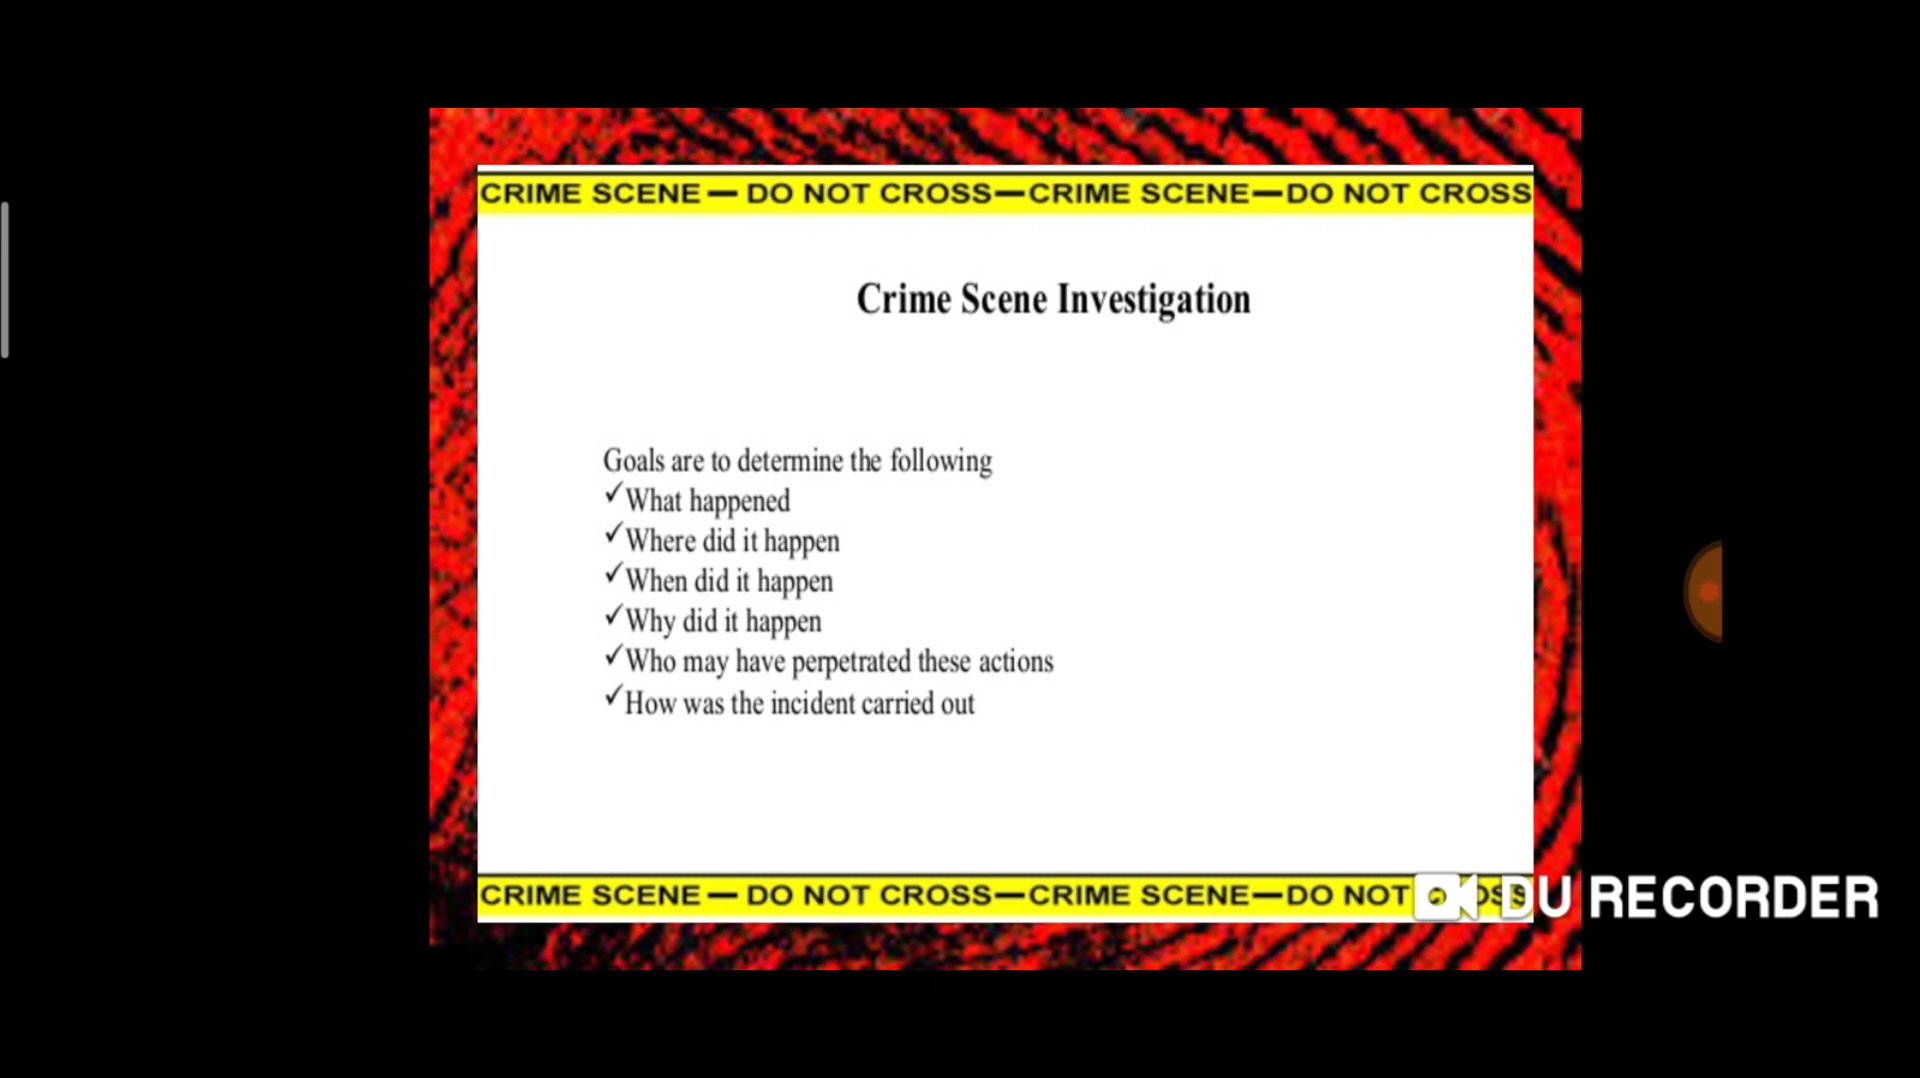 CRIME SCENE — DO NOT CROSS—CRIME SCENE—DO NOT CROSS
Crime Scene Investigation
Goals are to determine the following
✓What happened
✓Where did it happen
✓When did it happen
✓Why did it happen
✓Who may have perpetrated these actions
✓How was the incident carried out
CRIME SCENE — DO NOT CROSS—CRIME SCENE—DO NOT
DU RECORDER